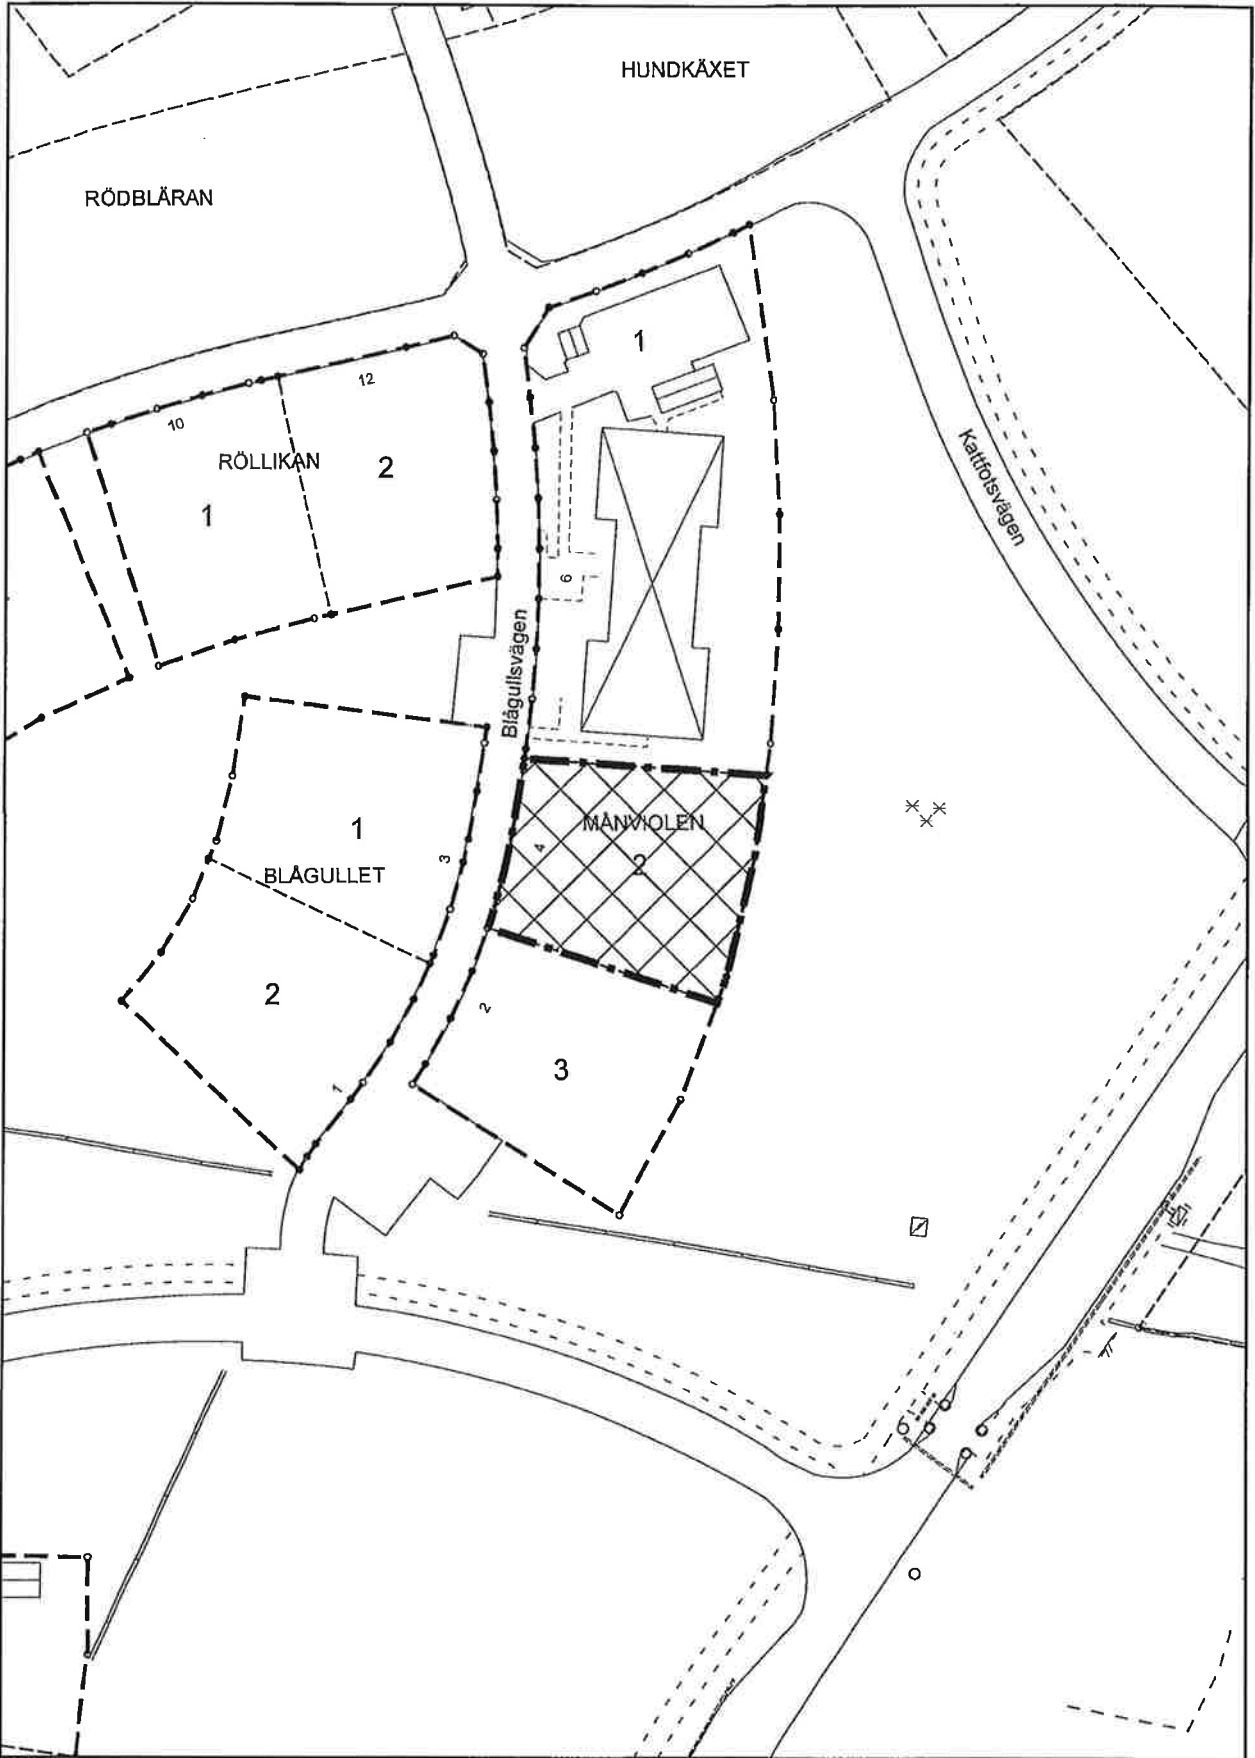 HUNDKÄXET
RÖDBLÄRAN
1
12
10
RÖLLIKAN
2
1
Kattfotsvägen
6
Blågullsvägen
MÅNVIOLEN
4
2
1
3
BLÅGULLET
2
2
3
1